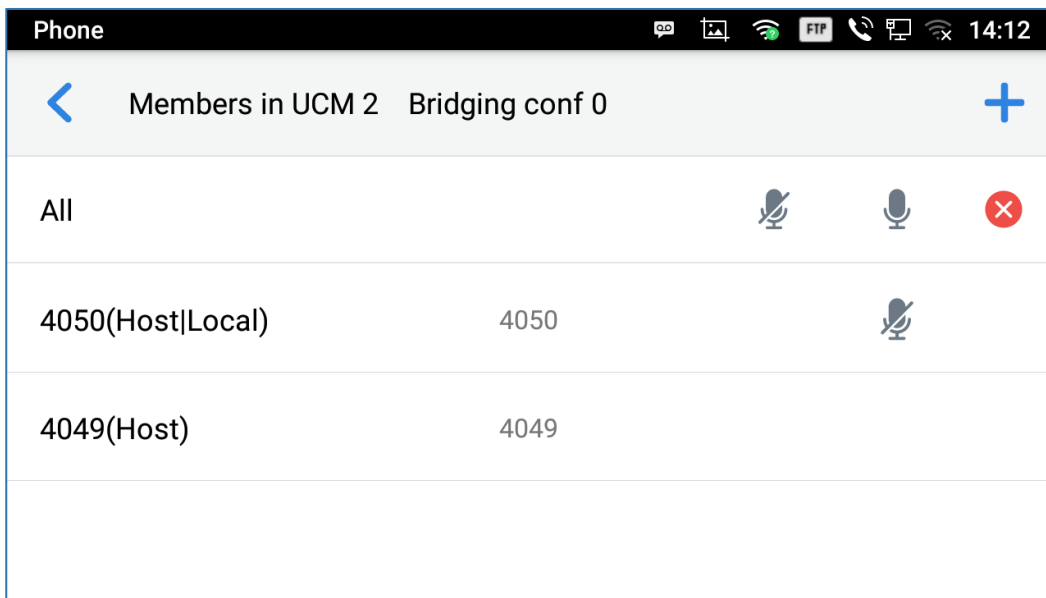 Phone FTP 14:12
Members in UCM 2 Bridging conf 0
All
4050(Host|Local) 4050
4049(Host) 4049